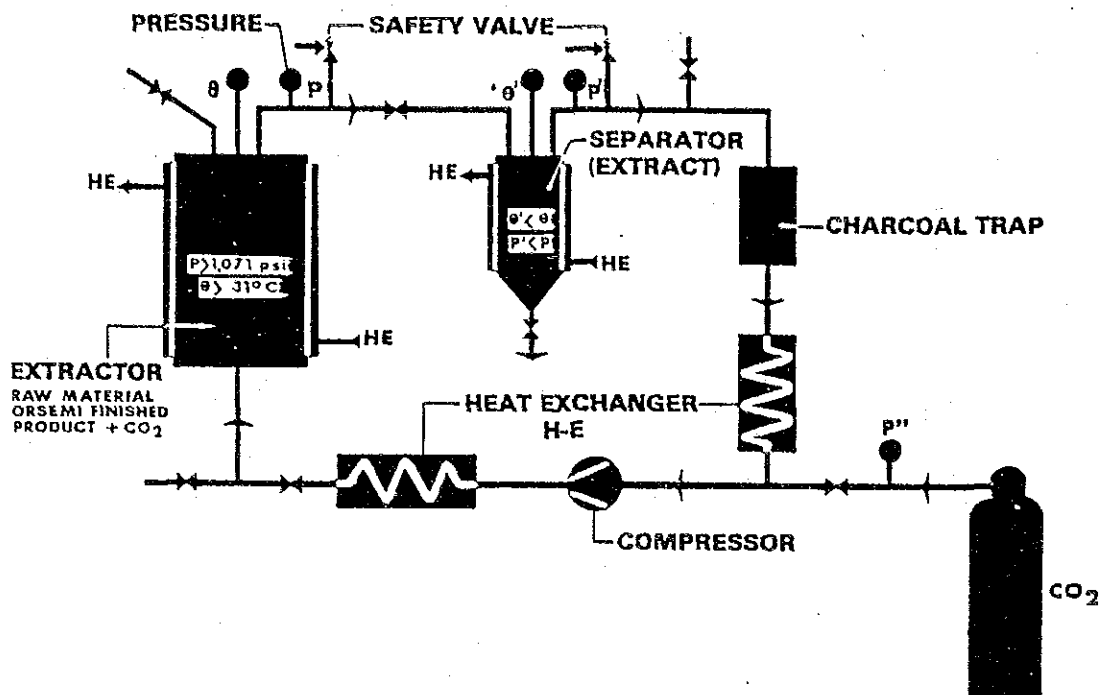 PRESSURE
SAFETY VALVE
θ
P
'θ'
P'
SEPARATOR
(EXTRACT)
HE
HE
θ'< θ
P'< P
HE
P>1,071 psi
θ> 31°C
HE
CHARCOAL TRAP
EXTRACTOR
RAW MATERIAL
ORSEMI FINISHED
PRODUCT + CO₂
HEAT EXCHANGER
H-E
P"
COMPRESSOR
CO₂